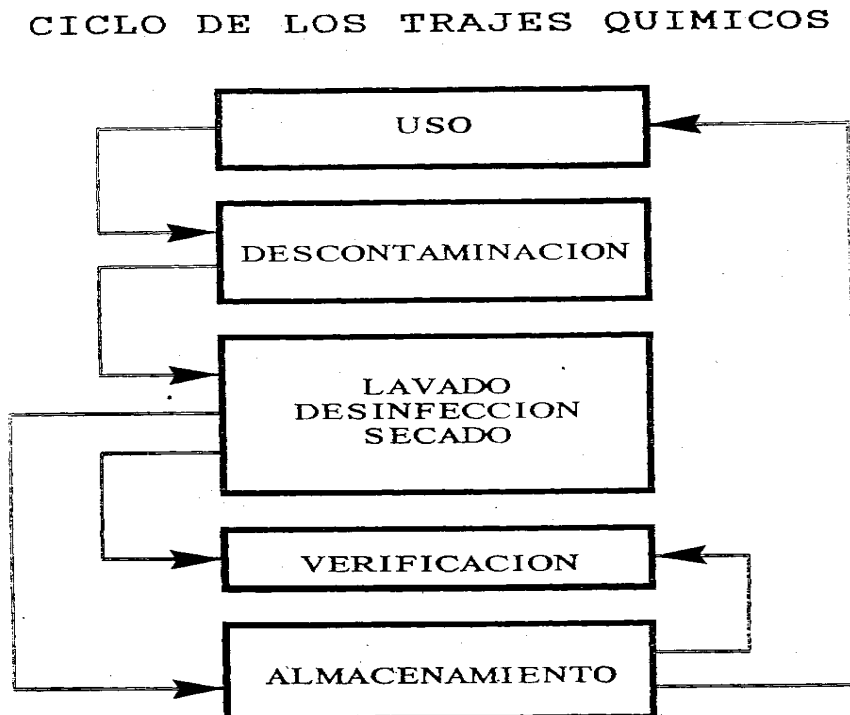 CICLO DE LOS TRAJES QUIMICOS
USO
DESCONTAMINACION
LAVADO
DESINFECCION
SECADO
VERIFICACION
ALMACENAMIENTO